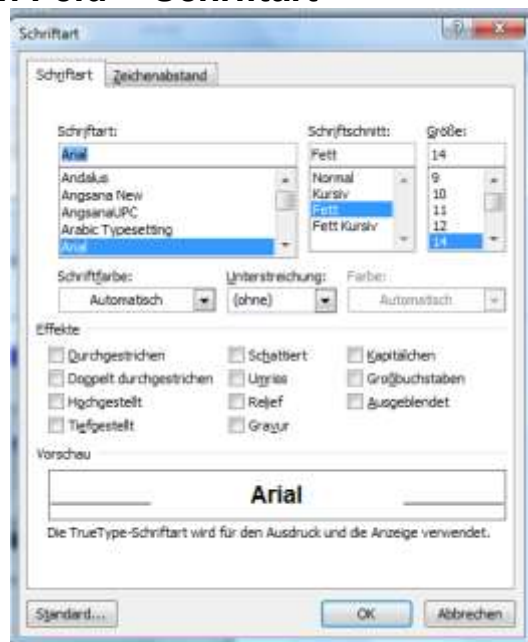 Schriftart
Schriftart Zeichenabstand
Schriftart: Schriftschnitt: Größe:
Arial Fett 14
Andalus Normal 9
Angsana New Kursiv 10
AngsanaUPC Fett 11
Arabic Typesetting Fett Kursiv 12
Arial 14
Schriftfarbe: Unterstreichung: Farbe:
Automatisch (ohne) Automatisch
Effekte
Durchgestrichen Schattiert Kapitälchen
Doppelt durchgestrichen Umriss Großbuchstaben
Hochgestellt Relief Ausgeblendet
Tiefgestellt Gravur
Vorschau
Arial
Die TrueType-Schriftart wird für den Ausdruck und die Anzeige verwendet.
Standard... OK Abbrechen